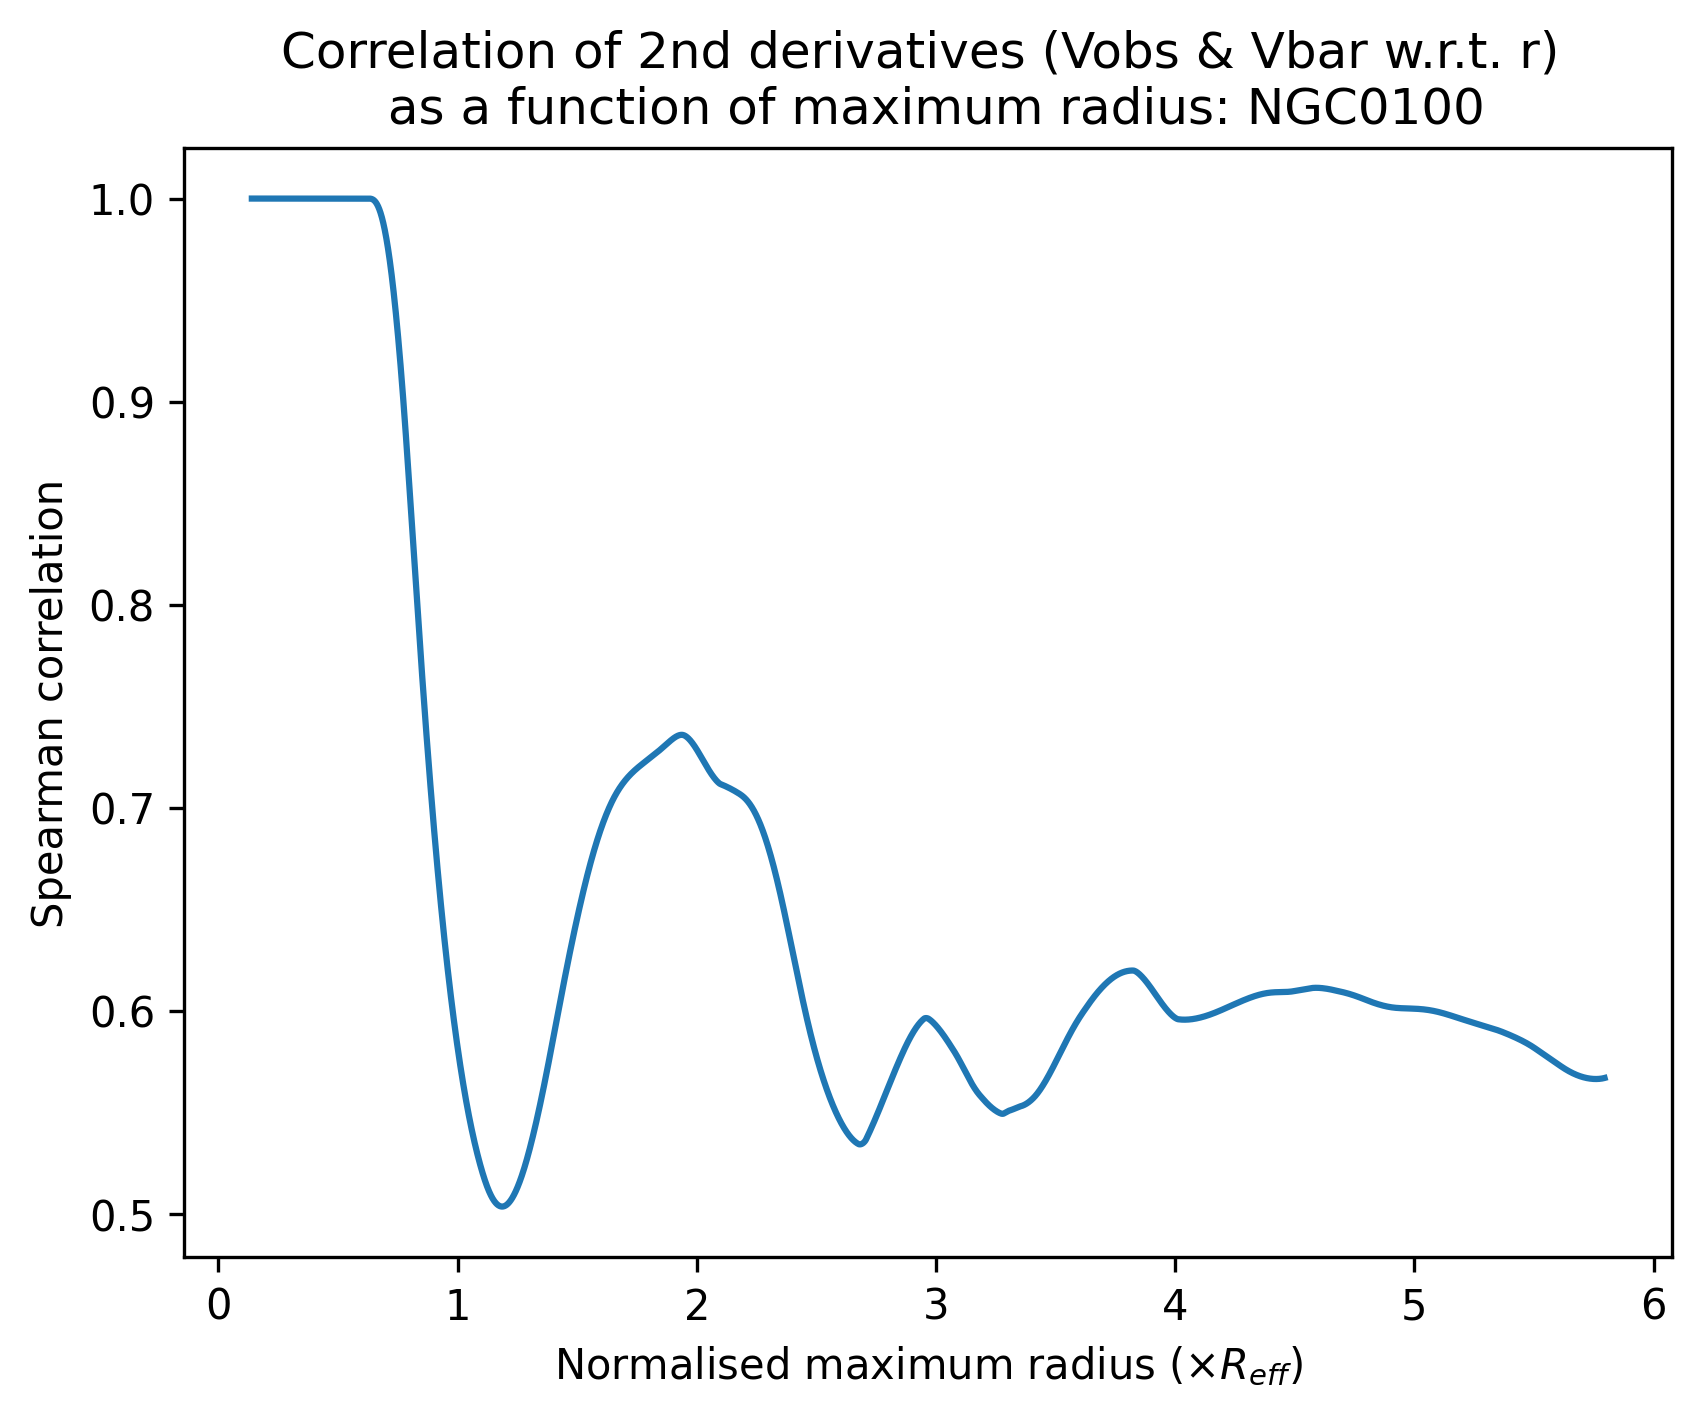 Correlation of 2nd derivatives (Vobs & Vbar w.r.t. r)
as a function of maximum radius: NGC0100
Spearman correlation
1.0
0.9
0.8
0.7
0.6
0.5
0 1 2 3 4 5 6
Normalised maximum radius (×R_eff)